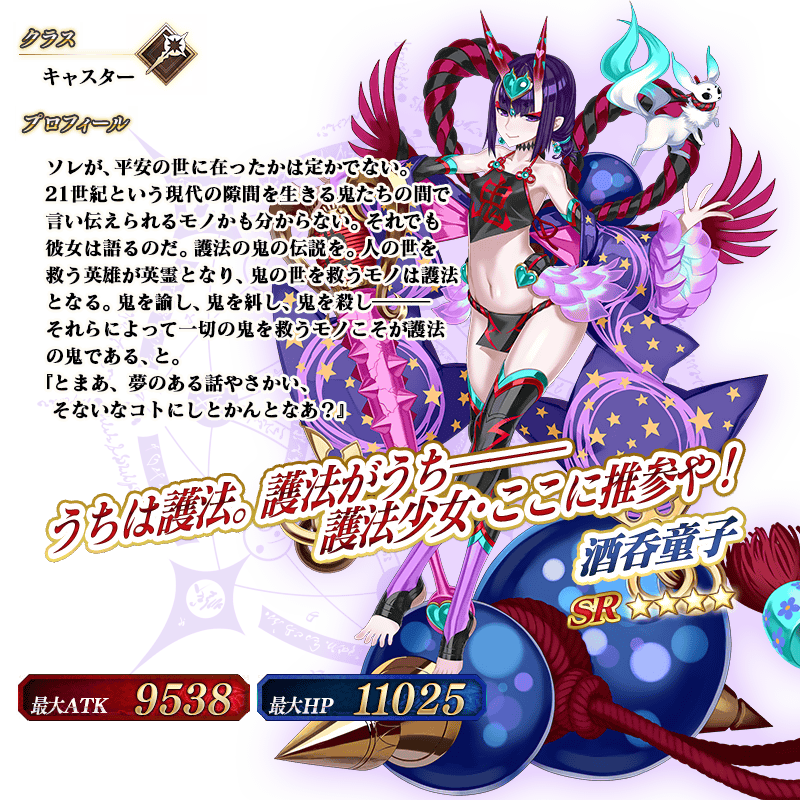 クラス
キャスター
プロフィール
ソレが、平安の世に在ったかは定かでない。
21世紀という現代の隙間を生きる鬼たちの間で
言い伝えられるモノかも分からない。それでも
彼女は語るのだ。護法の鬼の伝説を。人の世を
救う英雄が英霊となり、鬼の世を救うモノは護法
となる。鬼を諭し、鬼を糾し、鬼を殺し――
それらによって一切の鬼を救うモノこそが護法
の鬼である、と。
『とまあ、夢のある話やさかい、
そないなコトにしとかんとなあ？』
うちは護法。護法がうち――
護法少女・ここに推参や！
酒呑童子
SR ★★★★
最大ATK 9538
最大HP 11025